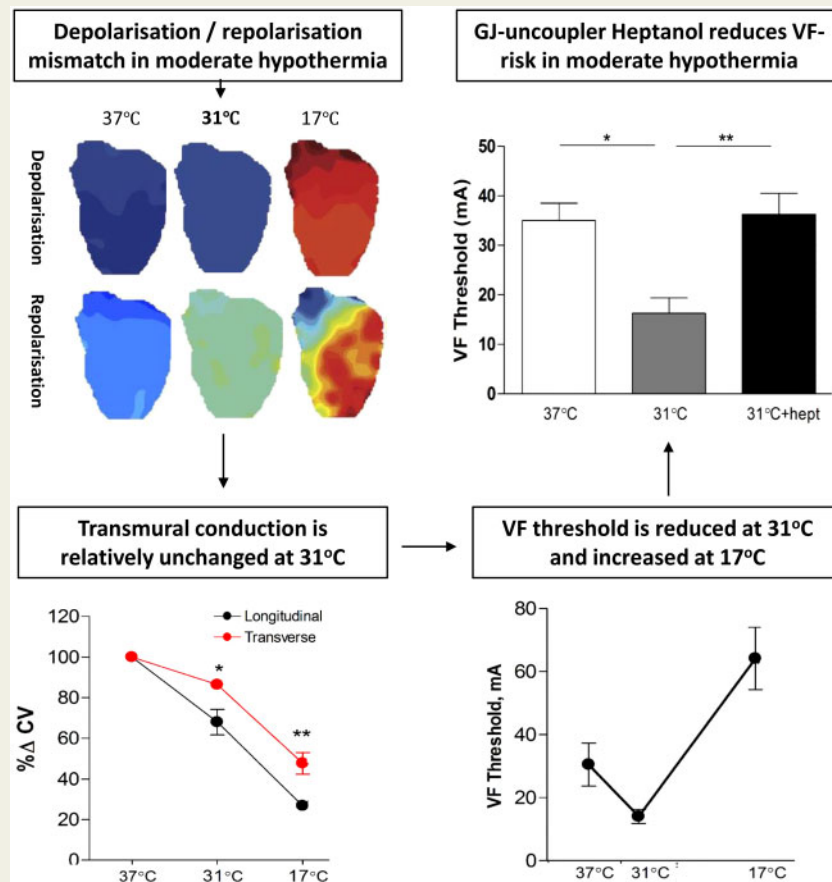 Depolarisation / repolarisation
mismatch in moderate hypothermia
37°C
31°C
17°C
Depolarisation
Repolarisation
Transmural conduction is
relatively unchanged at 31°C
120
100
80
60
40
20
0
%Δ CV
Longitudinal
Transverse
*
**
37°C
31°C
17°C
GJ-uncoupler Heptanol reduces VF-
risk in moderate hypothermia
50
40
30
20
10
0
VF Threshold (mA)
*
**
37°C
31°C
31°C+hept
VF threshold is reduced at 31°C
and increased at 17°C
80
60
40
20
0
VF Threshold, mA
37°C
31°C
17°C